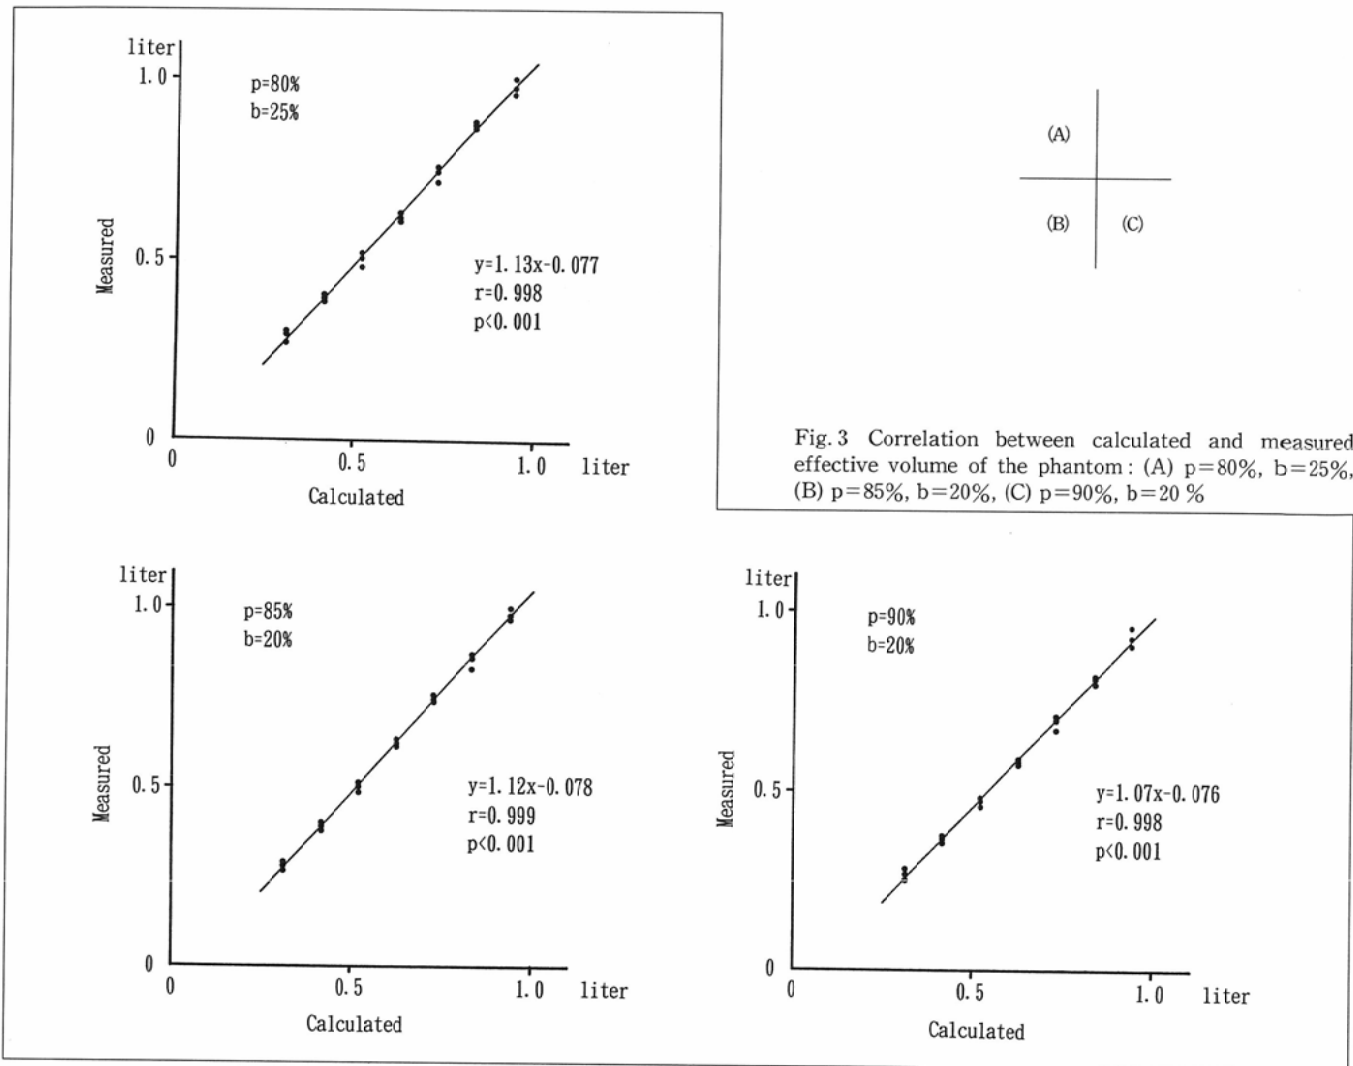 liter
1.0
p=80%
b=25%
Measured
0.5
y=1.13x-0.077
r=0.998
p<0.001
0
0
0.5
1.0
liter
Calculated
(A)
(B)
(C)
Fig. 3 Correlation between calculated and measured
effective volume of the phantom : (A) p=80%, b=25%,
(B) p=85%, b=20%, (C) p=90%, b=20 %
liter
1.0
p=85%
b=20%
Measured
0.5
y=1.12x-0.078
r=0.999
p<0.001
0
0
0.5
1.0
liter
Calculated
liter
1.0
p=90%
b=20%
Measured
0.5
y=1.07x-0.076
r=0.998
p<0.001
0
0
0.5
1.0
liter
Calculated